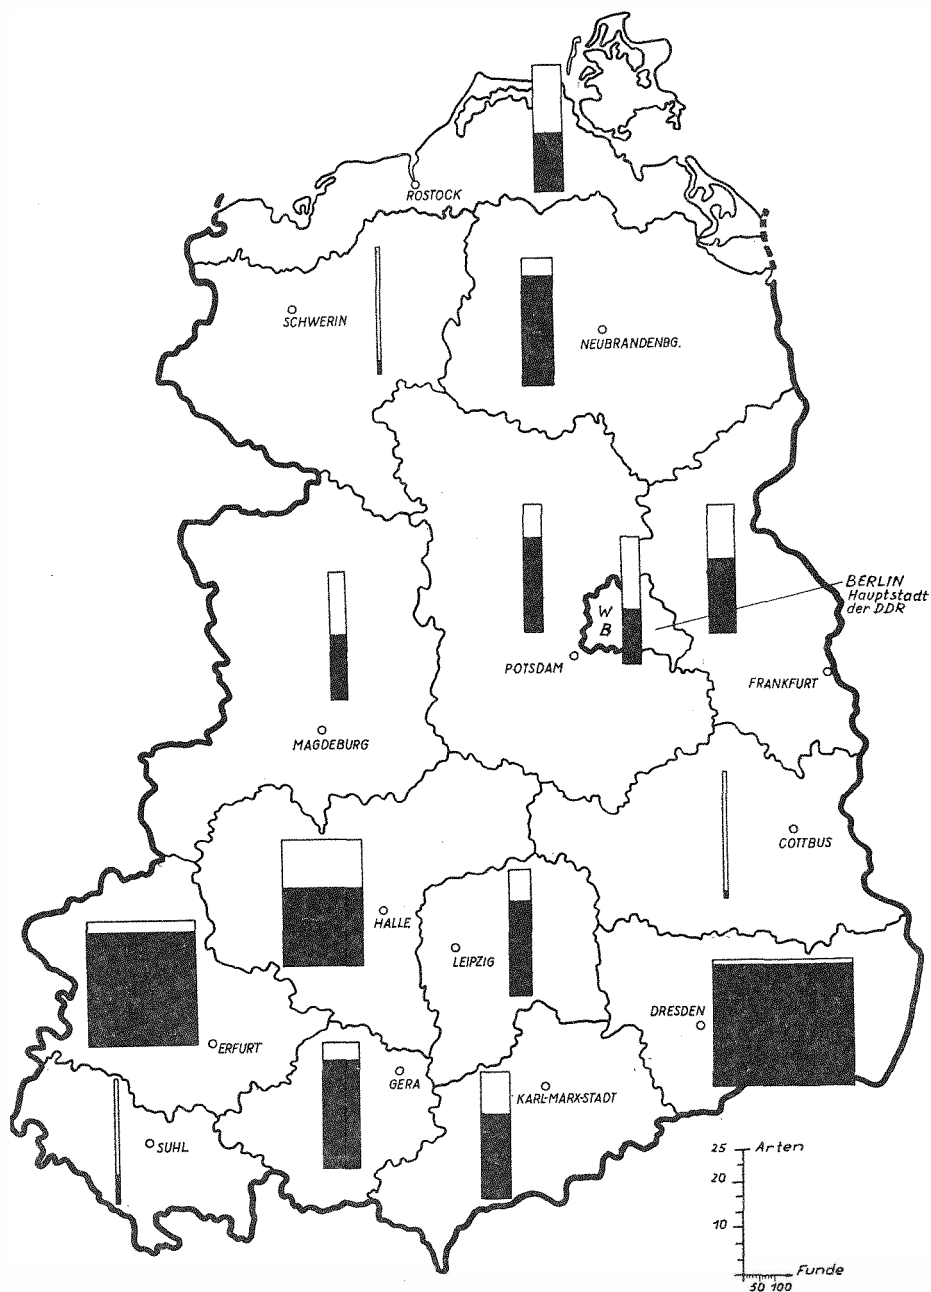 ROSTOCK
SCHWERIN
NEUBRANDENBG.
BERLIN
Hauptstadt
der DDR
W
B
POTSDAM
FRANKFURT
MAGDEBURG
COTTBUS
HALLE
LEIPZIG
DRESDEN
ERFURT
GERA
KARL-MARX-STADT
SUHL
25 Arten
20
10
Funde
50 100